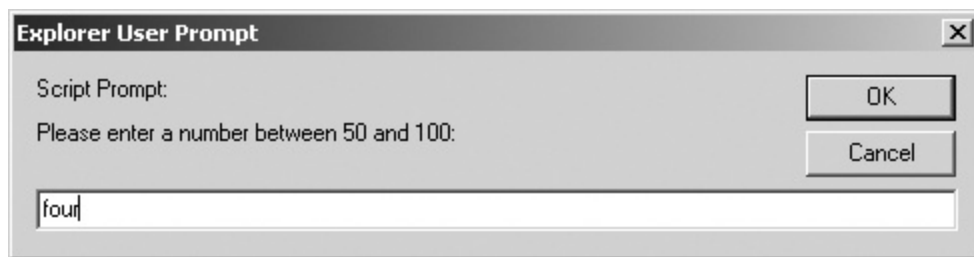 Explorer User Prompt
Script Prompt:
Please enter a number between 50 and 100:
OK
Cancel
four